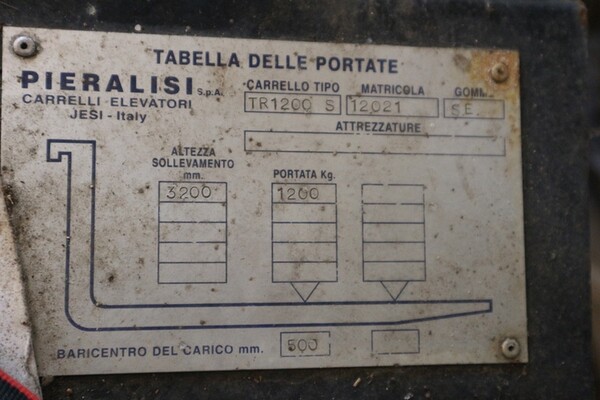 TABELLA DELLE PORTATE
PIERALISI S.p.A.
CARRELLI ELEVATORI
JESI - Italy
CARRELLO TIPO MATRICOLA GOMME
TR1200 S 12021 S.E.
ATTREZZATURE
ALTEZZA
SOLLEVAMENTO
mm. PORTATA Kg.
3200 1200
BARICENTRO DEL CARICO mm. 500